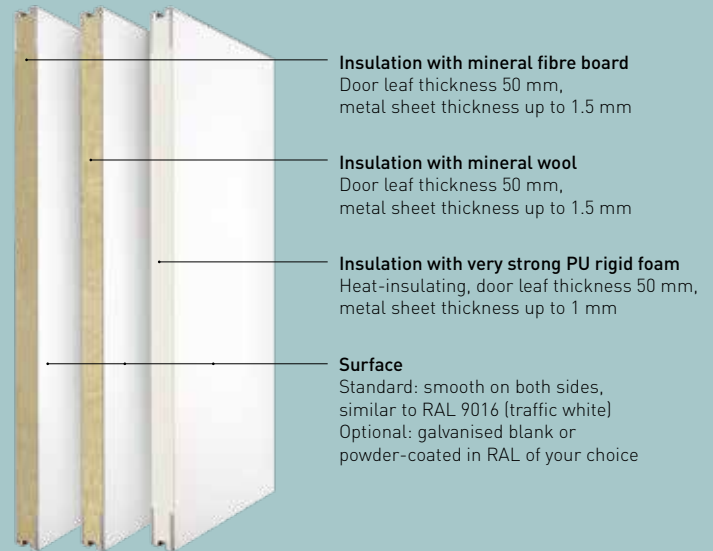 Insulation with mineral fibre board
Door leaf thickness 50 mm,
metal sheet thickness up to 1.5 mm
Insulation with mineral wool
Door leaf thickness 50 mm,
metal sheet thickness up to 1.5 mm
Insulation with very strong PU rigid foam
Heat-insulating, door leaf thickness 50 mm,
metal sheet thickness up to 1 mm
Surface
Standard: smooth on both sides,
similar to RAL 9016 (traffic white)
Optional: galvanised blank or
powder-coated in RAL of your choice